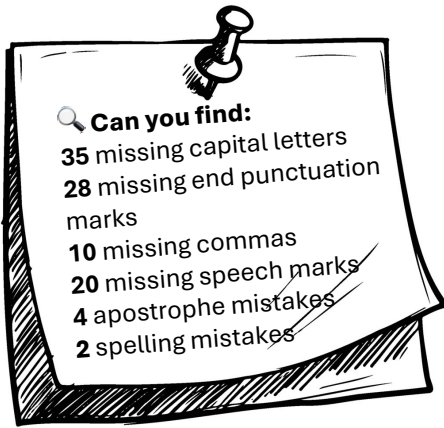 Can you find:
35 missing capital letters
28 missing end punctuation
marks
10 missing commas
20 missing speech marks
4 apostrophe mistakes
2 spelling mistakes